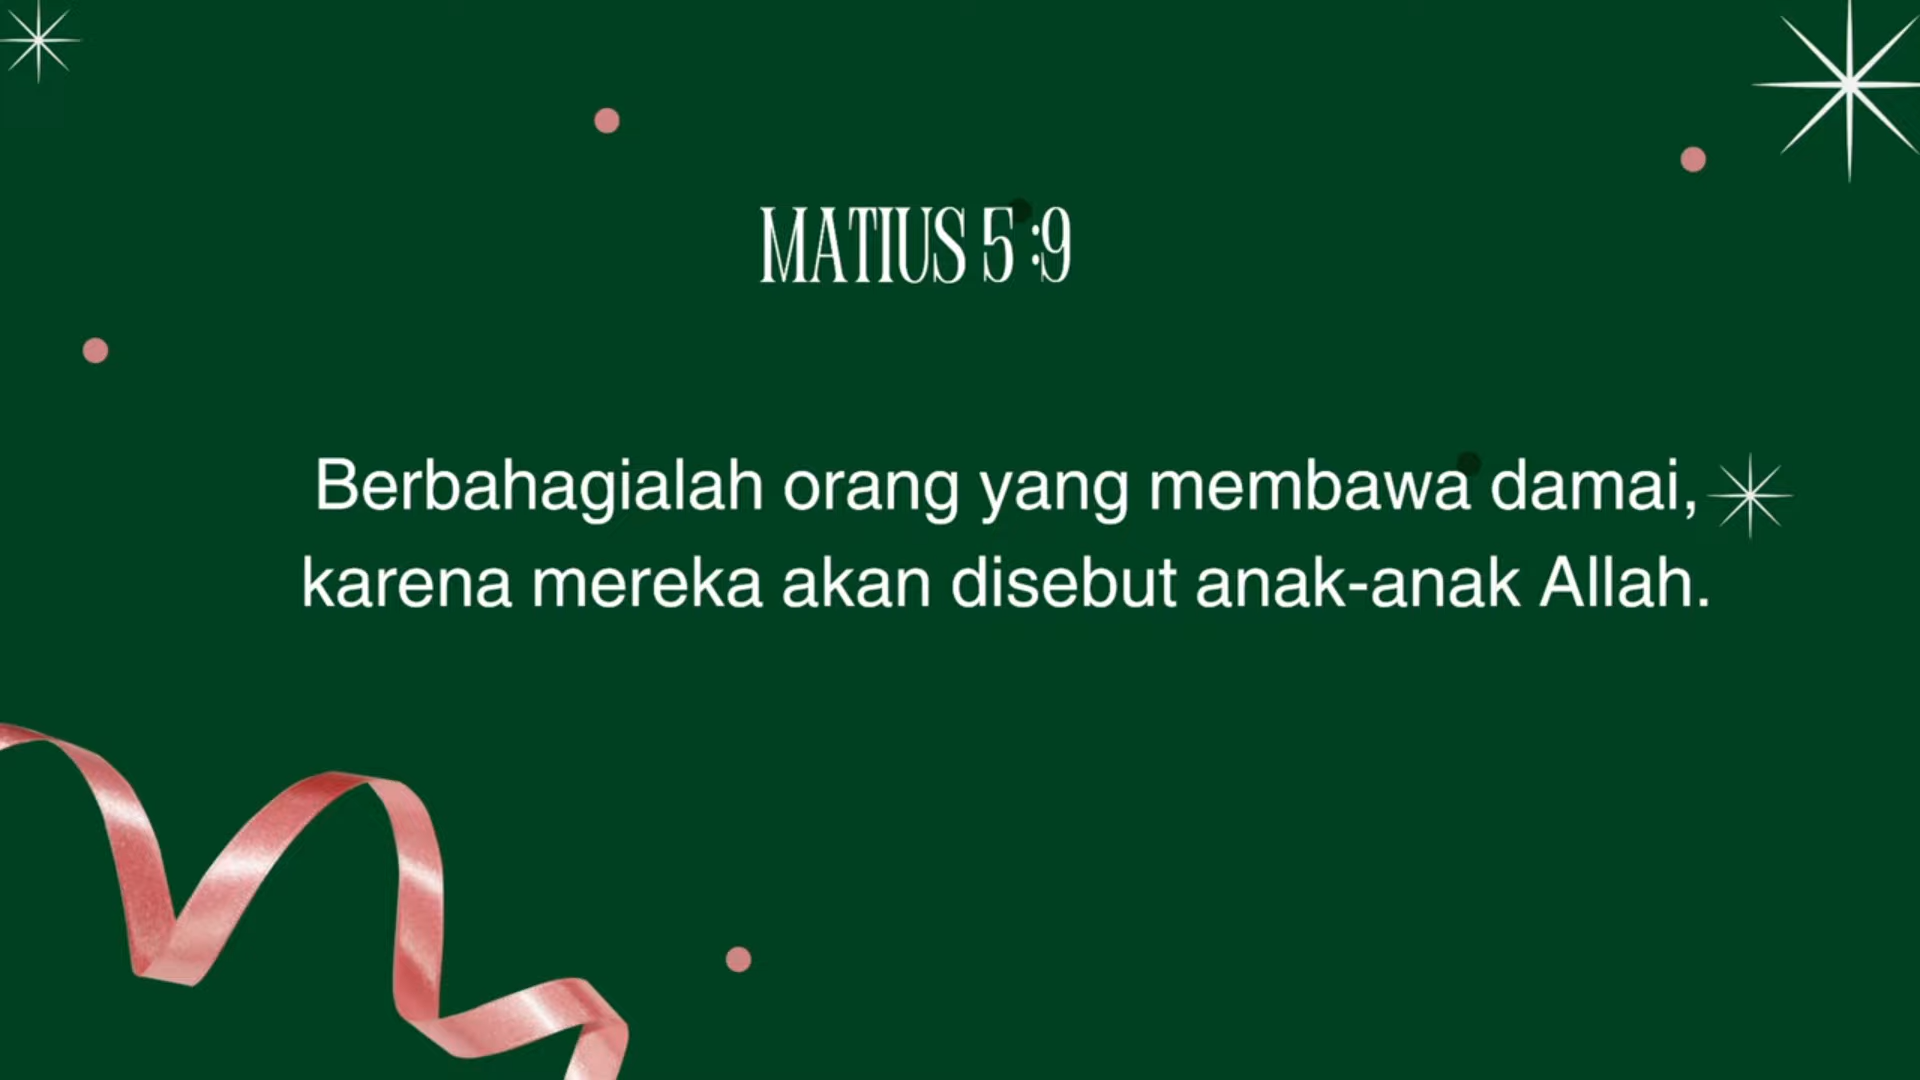 MATIUS 5 :9
Berbahagialah orang yang membawa damai,
karena mereka akan disebut anak-anak Allah.